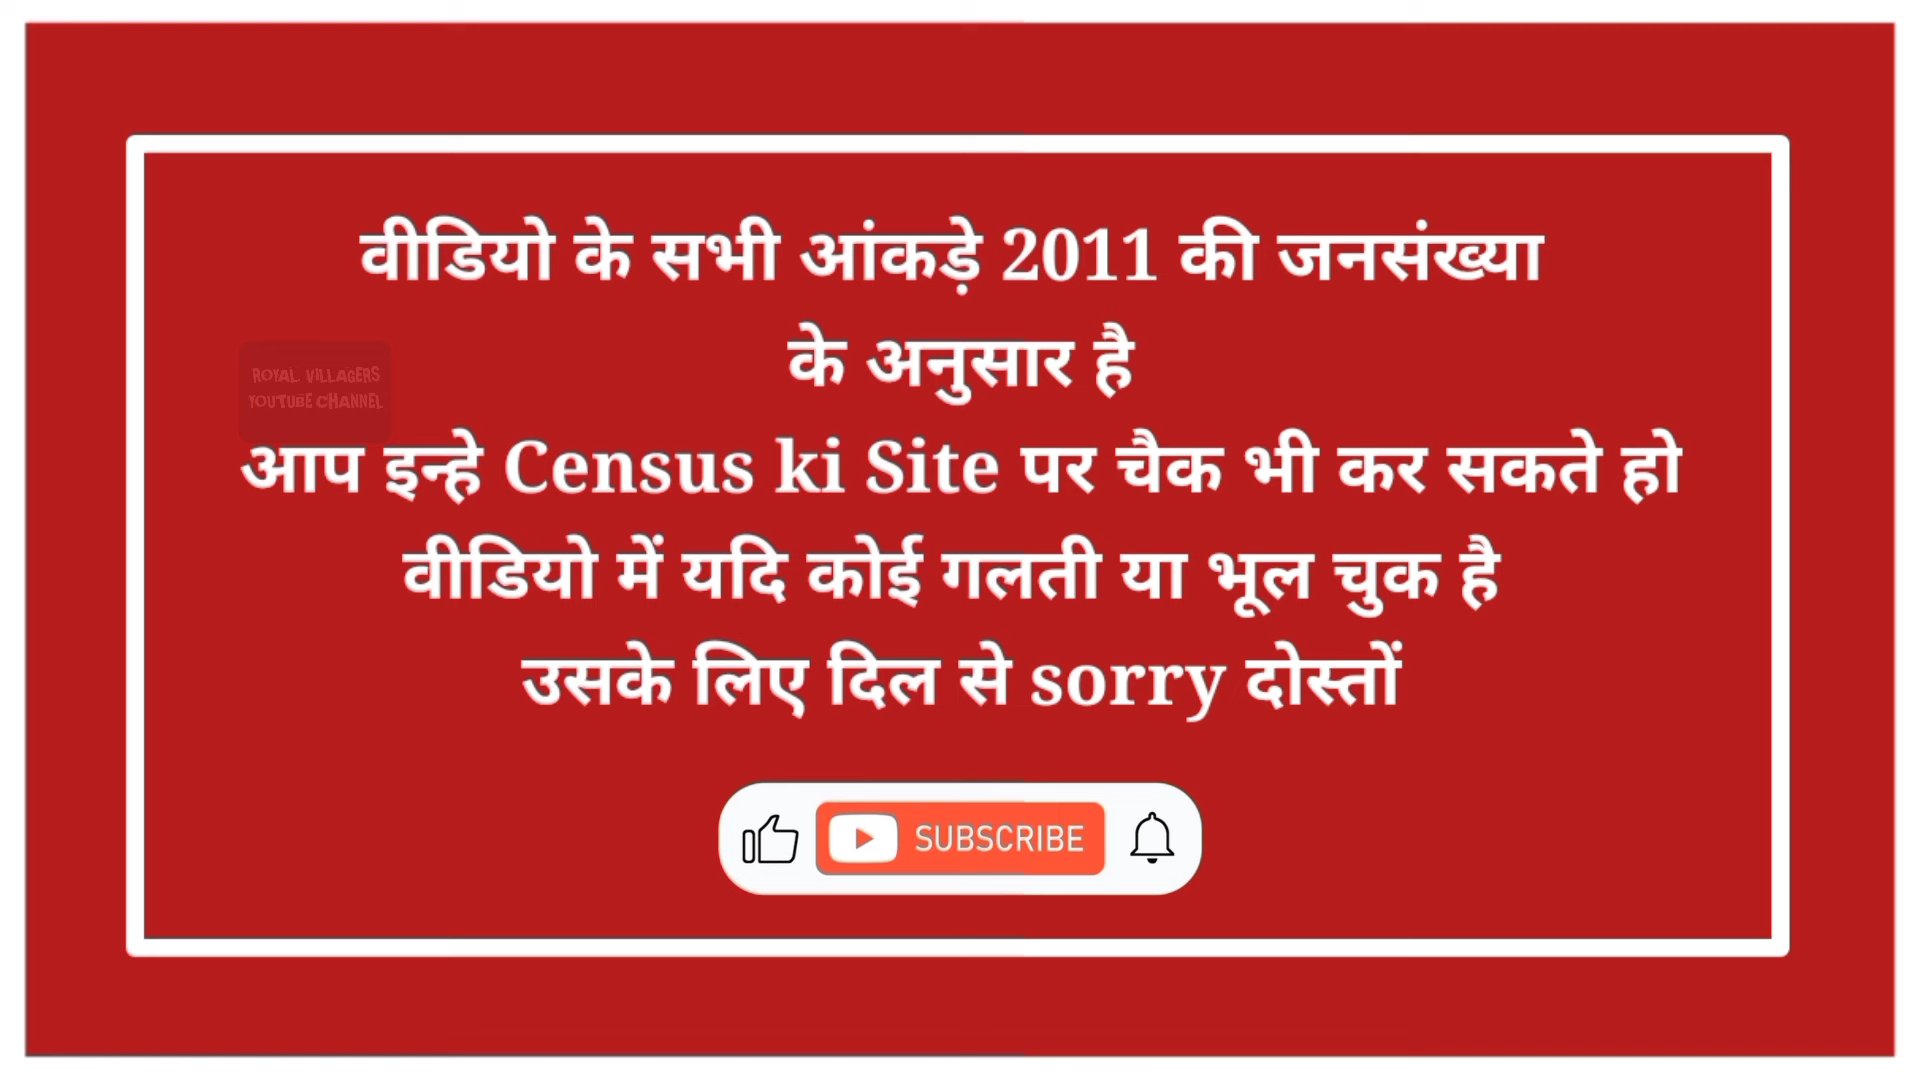 वीडियो के सभी आंकड़े 2011 की जनसंख्या
के अनुसार है
ROYAL VILLAGERS
YOUTUBE CHANNEL
आप इन्हे Census ki Site पर चैक भी कर सकते हो
वीडियो में यदि कोई गलती या भूल चुक है
उसके लिए दिल से sorry दोस्तों
SUBSCRIBE